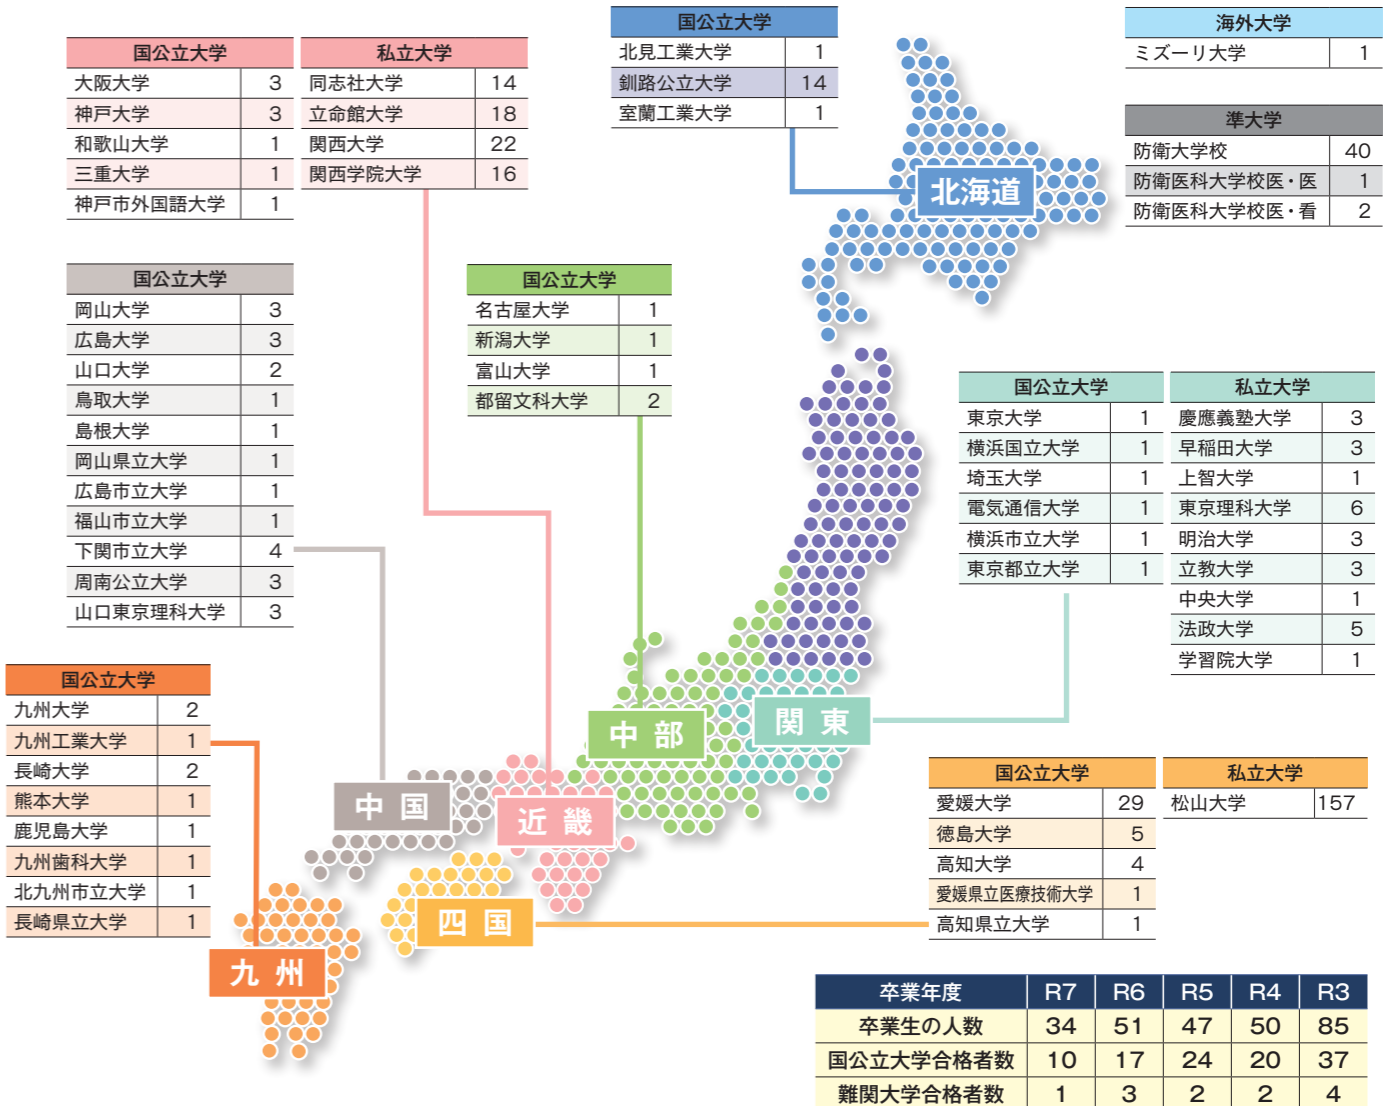 国公立大学
大阪大学 3
神戸大学 3
和歌山大学 1
三重大学 1
神戸市外国語大学 1
私立大学
同志社大学 14
立命館大学 18
関西大学 22
関西学院大学 16
国公立大学
北見工業大学 1
釧路公立大学 14
室蘭工業大学 1
海外大学
ミズーリ大学 1
準大学
防衛大学校 40
防衛医科大学校医・医 1
防衛医科大学校医・看 2
北海道
国公立大学
岡山大学 3
広島大学 3
山口大学 2
鳥取大学 1
島根大学 1
岡山県立大学 1
広島市立大学 1
福山市立大学 1
下関市立大学 4
周南公立大学 3
山口東京理科大学 3
国公立大学
名古屋大学 1
新潟大学 1
富山大学 1
都留文科大学 2
国公立大学
東京大学 1
横浜国立大学 1
埼玉大学 1
電気通信大学 1
横浜市立大学 1
東京都立大学 1
私立大学
慶應義塾大学 3
早稲田大学 3
上智大学 1
東京理科大学 6
明治大学 3
立教大学 3
中央大学 1
法政大学 5
学習院大学 1
国公立大学
九州大学 2
九州工業大学 1
長崎大学 2
熊本大学 1
鹿児島大学 1
九州歯科大学 1
北九州市立大学 1
長崎県立大学 1
中部
関東
中国
近畿
四国
九州
国公立大学
愛媛大学 29
徳島大学 5
高知大学 4
愛媛県立医療技術大学 1
高知県立大学 1
私立大学
松山大学 157
卒業年度 R7 R6 R5 R4 R3
卒業生の人数 34 51 47 50 85
国公立大学合格者数 10 17 24 20 37
難関大学合格者数 1 3 2 2 4